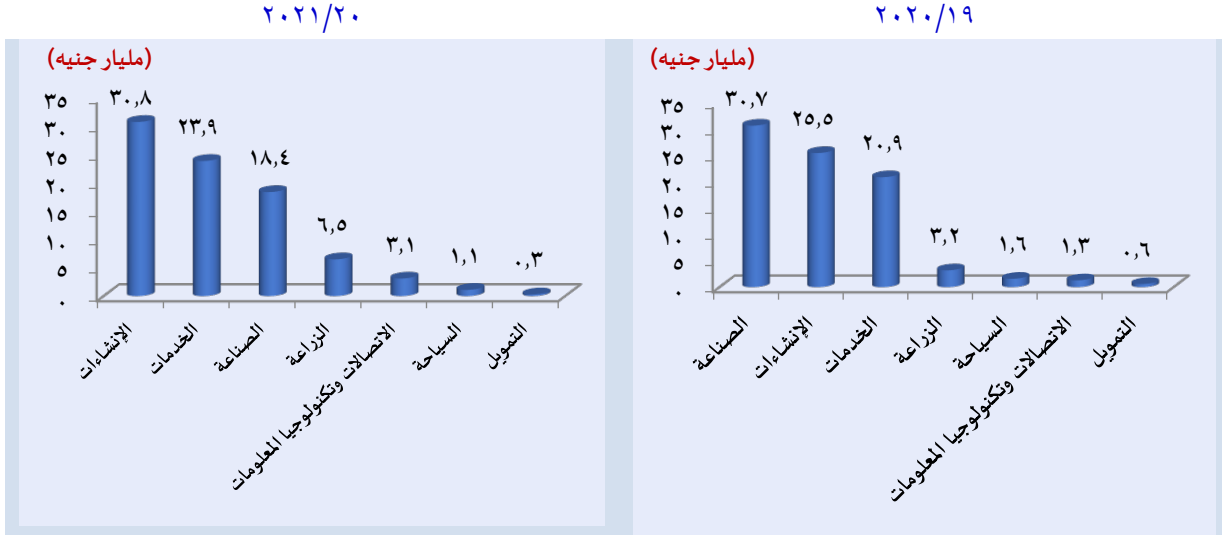 ٢٠٢٠/١٩
(مليار جنيه)
٣٥
٣٠
٢٥
٢٠
١٥
١٠
٥
٠
٣٠,٧
٢٥,٥
٢٠,٩
٣,٢
١,٦
١,٣
٠,٦
الصناعة
الإنشاءات
الخدمات
الزراعة
السياحة
الاتصالات وتكنولوجيا المعلومات
التمويل
٢٠٢١/٢٠
(مليار جنيه)
٣٥
٣٠
٢٥
٢٠
١٥
١٠
٥
٠
٣٠,٨
٢٣,٩
١٨,٤
٦,٥
٣,١
١,١
٠,٣
الإنشاءات
الخدمات
الصناعة
الزراعة
الاتصالات وتكنولوجيا المعلومات
السياحة
التمويل